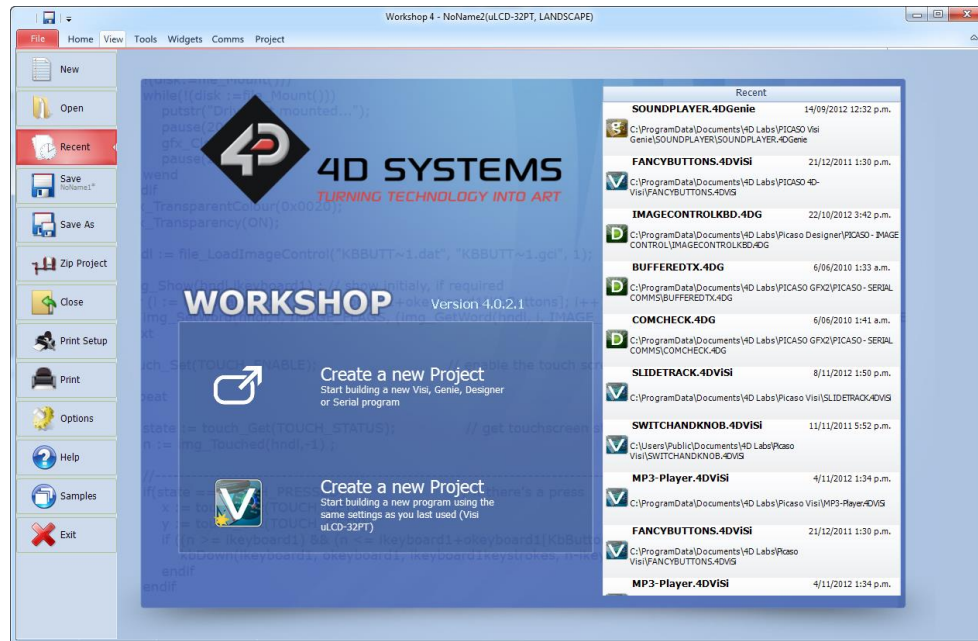 Workshop 4 - NoName2(uLCD-32PT, LANDSCAPE)
File Home View Tools Widgets Comms Project
New
Open
Recent
Save
NoName1*
Save As
Zip Project
Close
Print Setup
Print
Options
Help
Samples
Exit
4D SYSTEMS
TURNING TECHNOLOGY INTO ART
WORKSHOP Version 4.0.2.1
Create a new Project
Start building a new Visi, Genie, Designer
or Serial program
Create a new Project
Start building a new program using the
same settings as you last used (Visi
uLCD-32PT)
Recent
SOUNDPLAYER.4DGenie 14/09/2012 12:32 p.m.
C:\ProgramData\Documents\4D Labs\PICASO Visi
Genie\SOUNDPLAYER\SOUNDPLAYER.4DGenie
FANCYBUTTONS.4DViSi 21/12/2011 1:30 p.m.
C:\ProgramData\Documents\4D Labs\PICASO 4D-
Visi\FANCYBUTTONS.4DViSi
IMAGECONTROLKBD.4DG 22/10/2012 3:42 p.m.
C:\ProgramData\Documents\4D Labs\Picaso Designer\PICASO - IMAGE
CONTROL\IMAGECONTROLKBD.4DG
BUFFEREDTX.4DG 6/06/2010 1:33 a.m.
C:\ProgramData\Documents\4D Labs\PICASO GFX2\PICASO - SERIAL
COMMS\BUFFEREDTX.4DG
COMCHECK.4DG 6/06/2010 1:41 a.m.
C:\ProgramData\Documents\4D Labs\PICASO GFX2\PICASO - SERIAL
COMMS\COMCHECK.4DG
SLIDETRACK.4DViSi 8/11/2012 1:50 p.m.
C:\ProgramData\Documents\4D Labs\Picaso Visi\SLIDETRACK.4DViSi
SWITCHANDKNOB.4DViSi 11/11/2011 5:52 p.m.
C:\Users\Public\Documents\4D Labs\Picaso
Visi\SWITCHANDKNOB.4DViSi
MP3-Player.4DViSi 4/11/2012 1:34 p.m.
C:\ProgramData\Documents\4D Labs\Picaso Visi\MP3-Player.4DViSi
FANCYBUTTONS.4DViSi 21/12/2011 1:30 p.m.
C:\ProgramData\Documents\4D Labs\Picaso
Visi\FANCYBUTTONS.4DViSi
MP3-Player.4DViSi 4/11/2012 1:34 p.m.